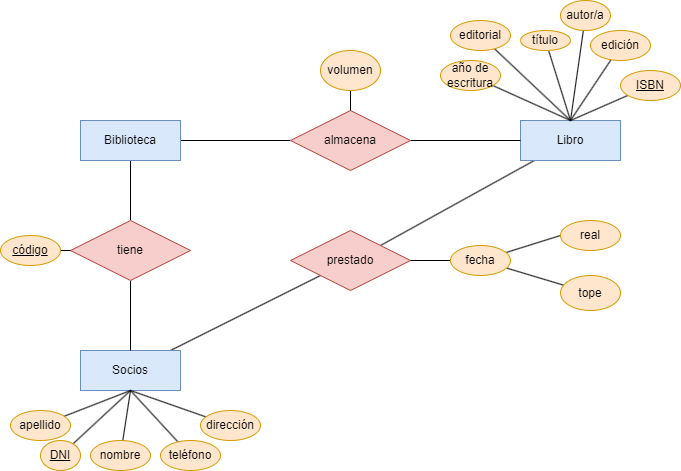 autor/a
editorial
título
edición
volumen
año de
escritura
ISBN
Biblioteca
almacena
Libro
código
tiene
prestado
fecha
real
tope
Socios
apellido
dirección
DNI
nombre
teléfono